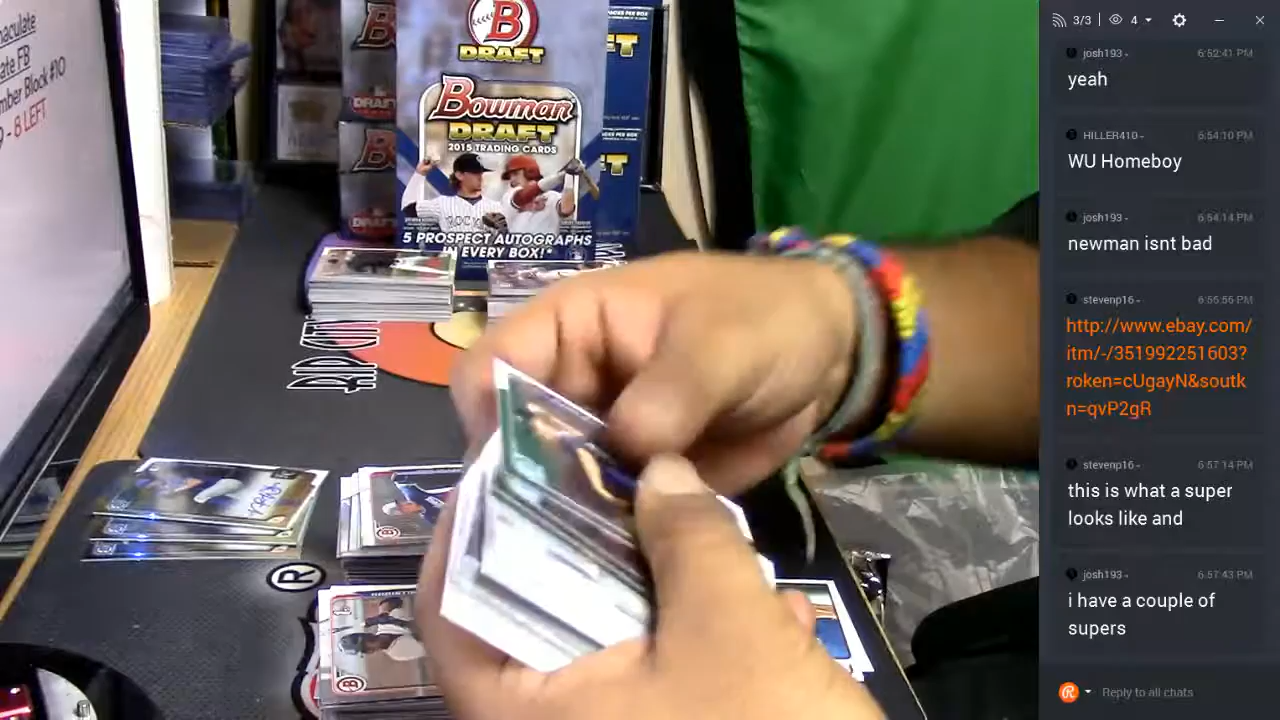 maculate
ate FB
mber Block #10
- 8 LEFT
B
DRAFT
Bowman
DRAFT
2015 TRADING CARDS
5 PROSPECT AUTOGRAPHS
IN EVERY BOX!*
RIP CITY
®
3/3
4
josh193 - 6:52:41 PM
yeah
HILLER410 - 6:54:10 PM
WU Homeboy
josh193 - 6:54:14 PM
newman isnt bad
stevenp16 - 6:56:56 PM
http://www.ebay.com/
itm/-/351992251603?
roken=cUgayN&soutk
n=qvP2gR
stevenp16 - 6:57:14 PM
this is what a super
looks like and
josh193 - 6:57:43 PM
i have a couple of
supers
Reply to all chats